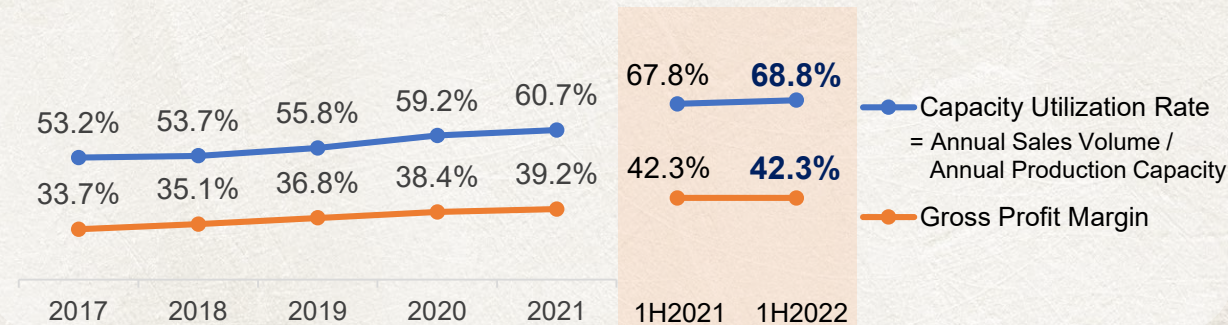 67.8% 68.8%
53.2% 53.7% 55.8% 59.2% 60.7%
Capacity Utilization Rate
= Annual Sales Volume /
Annual Production Capacity
33.7% 35.1% 36.8% 38.4% 39.2%
42.3% 42.3%
Gross Profit Margin
2017 2018 2019 2020 2021 1H2021 1H2022